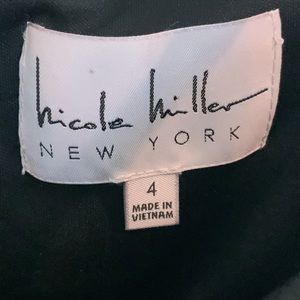 Nicole Miller
NEW YORK
4
MADE IN
VIETNAM